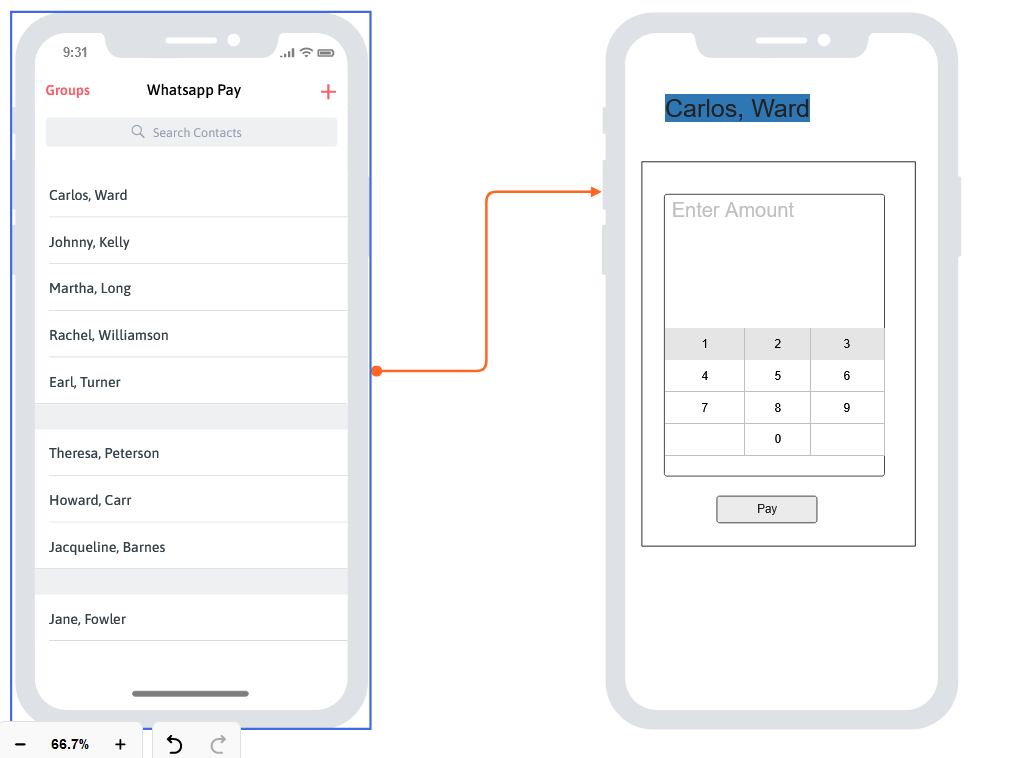 9:31
Groups Whatsapp Pay +
Search Contacts
Carlos, Ward
Johnny, Kelly
Martha, Long
Rachel, Williamson
Earl, Turner
Theresa, Peterson
Howard, Carr
Jacqueline, Barnes
Jane, Fowler
− 66.7% +
Carlos, Ward
Enter Amount
1 2 3
4 5 6
7 8 9
0
Pay